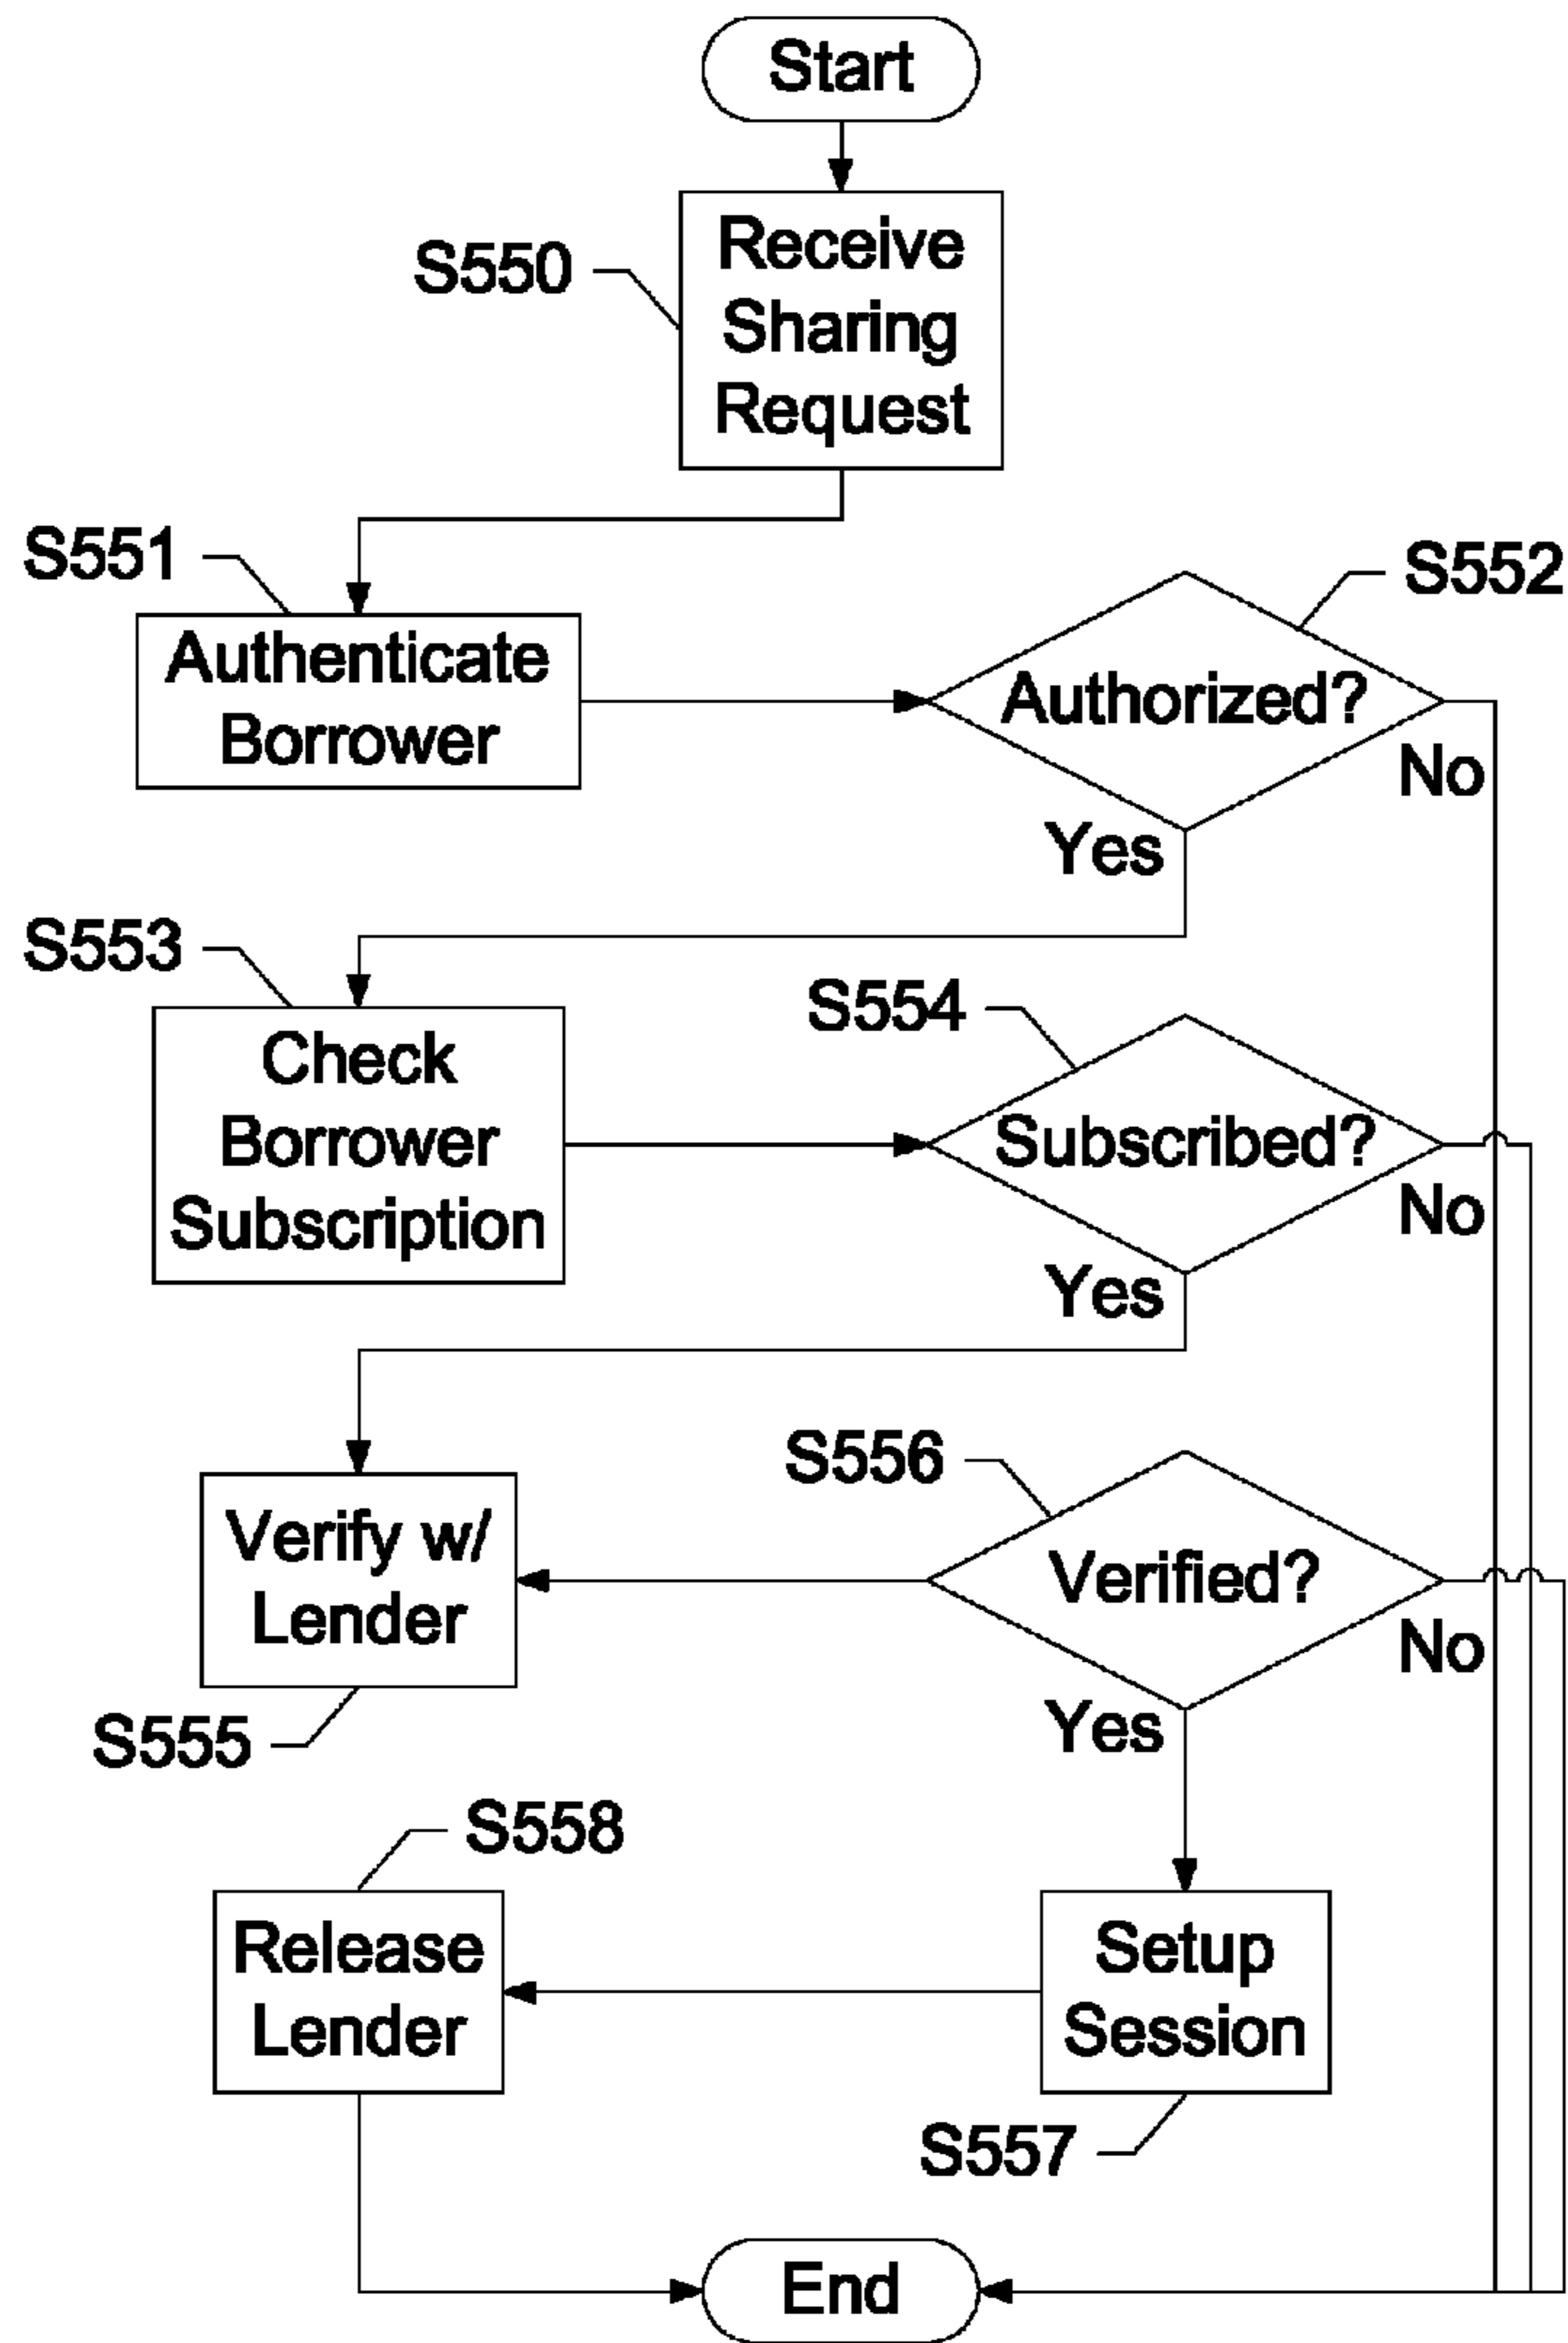 Start
S550
Receive
Sharing
Request
S551
Authenticate
Borrower
S552
Authorized?
No
Yes
S553
Check
Borrower
Subscription
S554
Subscribed?
No
Yes
S556
Verify w/
Lender
Verified?
No
S555
Yes
S558
Release
Lender
Setup
Session
S557
End